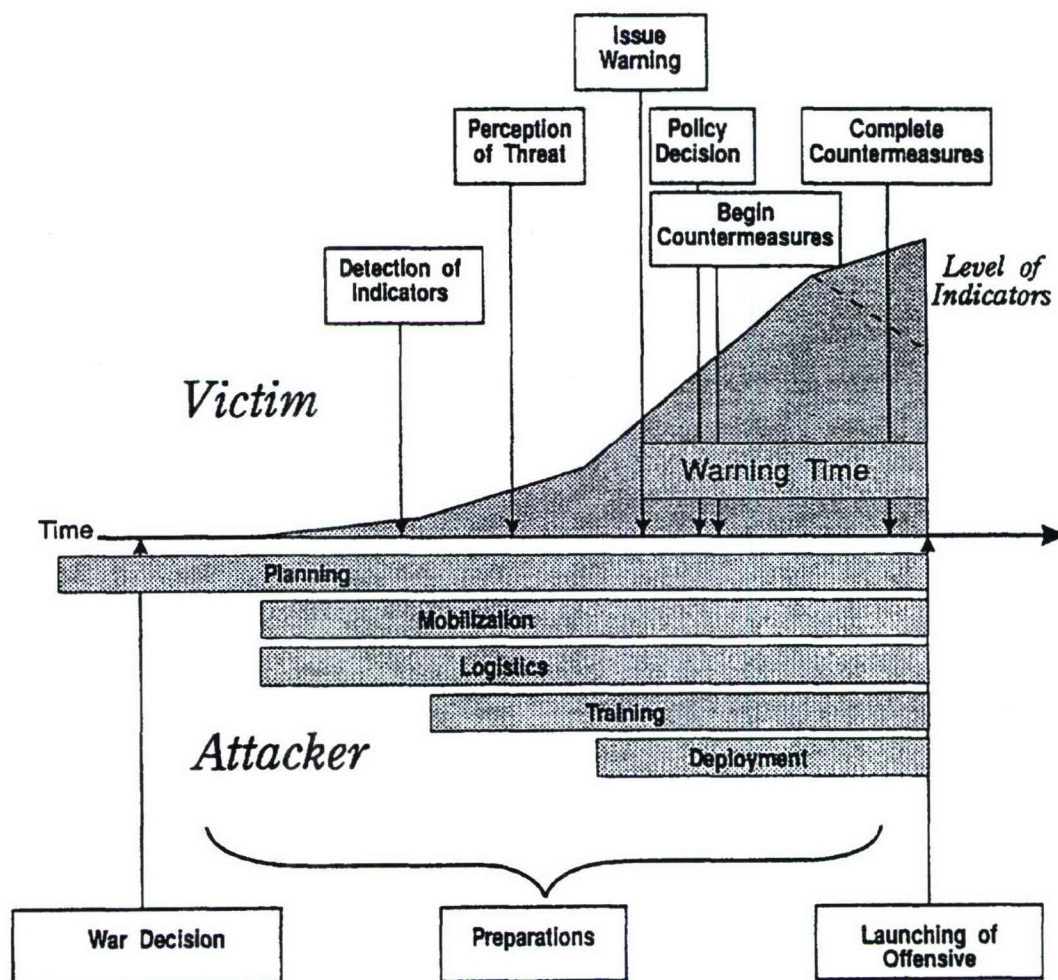 Issue
Warning
Perception
of Threat
Policy
Decision
Complete
Countermeasures
Begin
Countermeasures
Detection of
Indicators
Level of
Indicators
Victim
Warning Time
Time
Planning
Mobilization
Logistics
Training
Attacker
Deployment
War Decision
Preparations
Launching of
Offensive